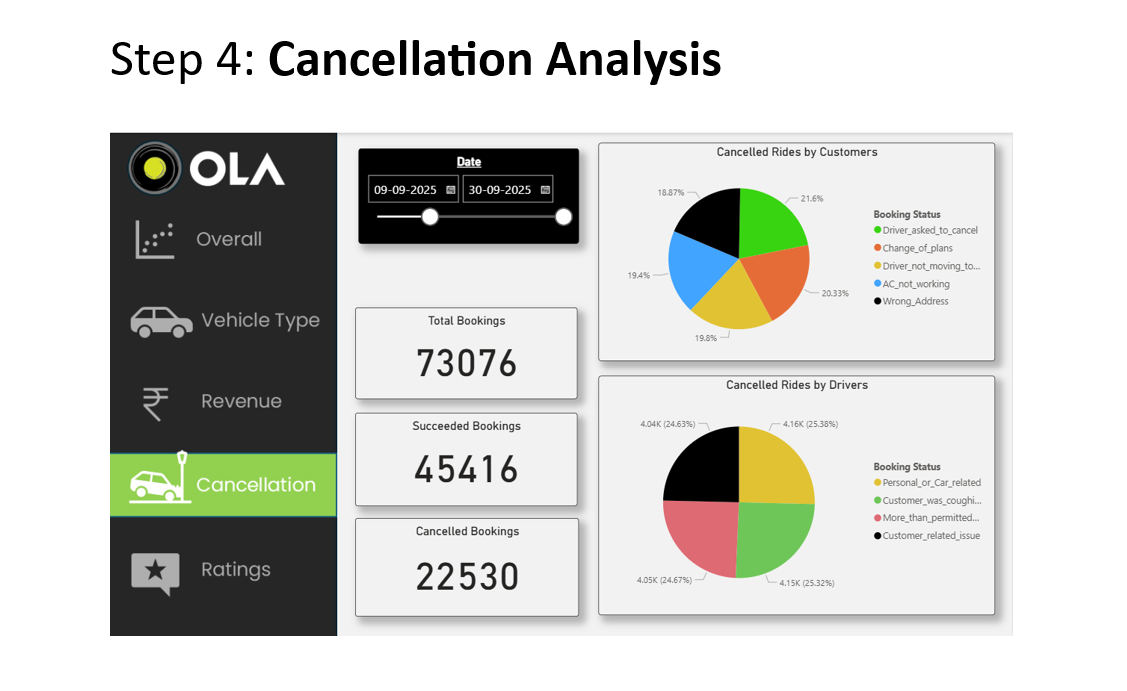 Step 4: Cancellation Analysis
OLA
Overall
Vehicle Type
Revenue
Cancellation
Ratings
Date
09-09-2025
30-09-2025
Total Bookings
73076
Succeeded Bookings
45416
Cancelled Bookings
22530
Cancelled Rides by Customers
18.87%
21.6%
19.4%
20.33%
19.8%
Booking Status
Driver_asked_to_cancel
Change_of_plans
Driver_not_moving_to...
AC_not_working
Wrong_Address
Cancelled Rides by Drivers
4.04K (24.63%)
4.16K (25.38%)
4.05K (24.67%)
4.15K (25.32%)
Booking Status
Personal_or_Car_related
Customer_was_coughi...
More_than_permitted...
Customer_related_issue